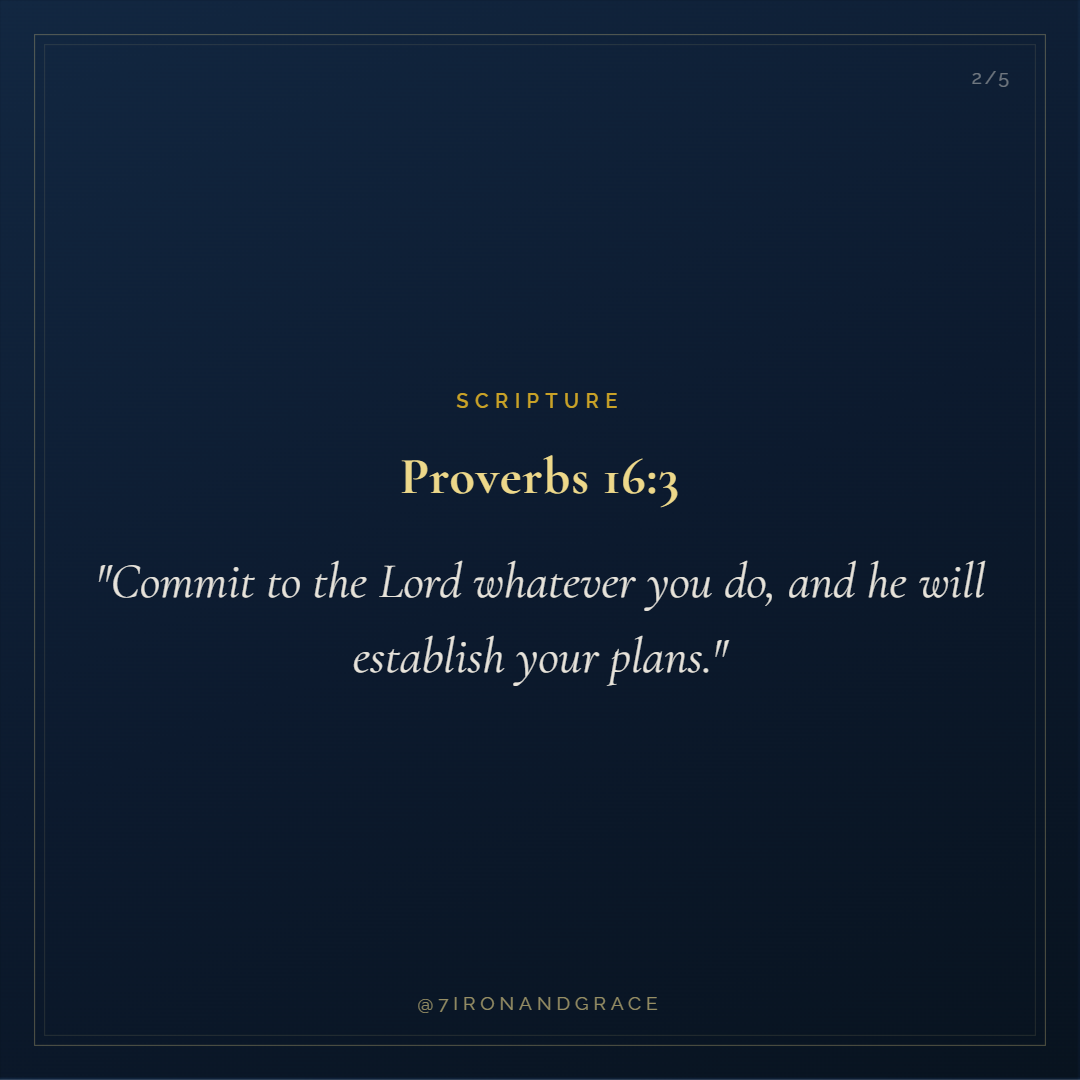 2/5
SCRIPTURE
Proverbs 16:3
"Commit to the Lord whatever you do, and he will
establish your plans."
@7IRONANDGRACE